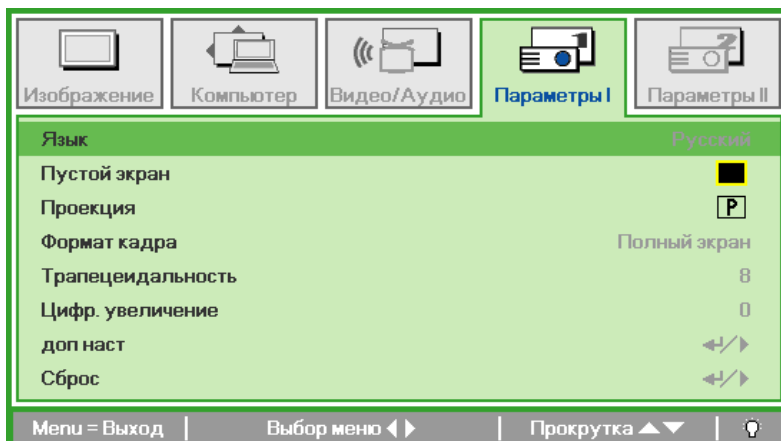 Изображение
Компьютер
Видео/Аудио
Параметры I
Параметры II
Язык Русский
Пустой экран
Проекция P
Формат кадра Полный экран
Трапецеидальность 8
Цифр. увеличение 0
доп наст
Сброс
Menu = Выход Выбор меню Прокрутка